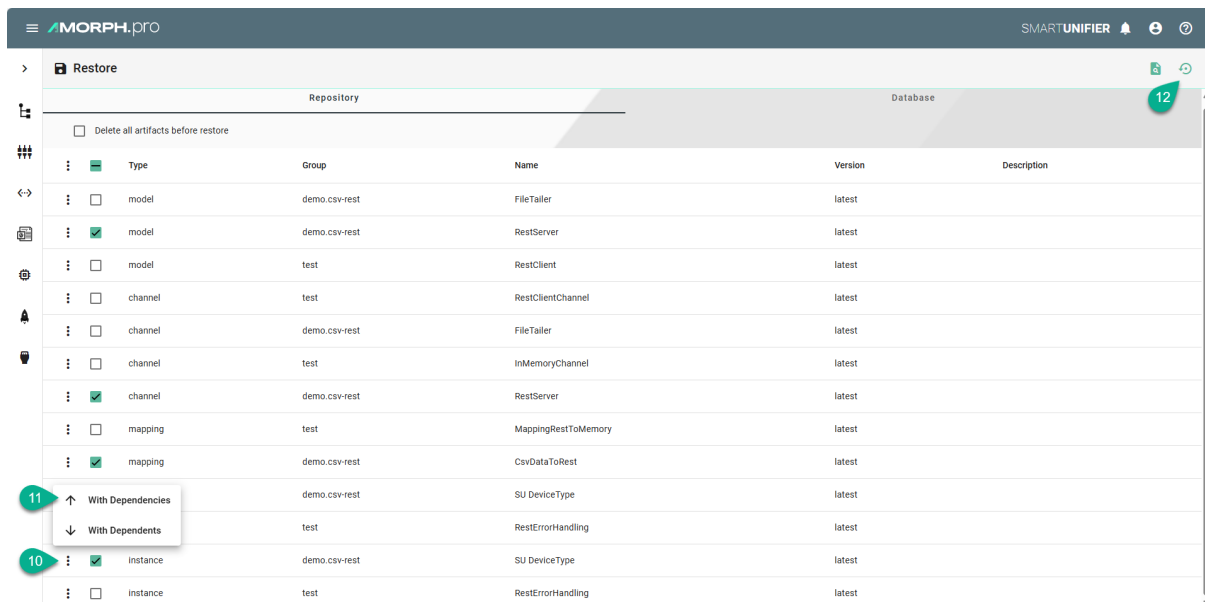 AMORPH.pro SMARTUNIFIER
Restore
12
Repository Database
Delete all artifacts before restore
Type Group Name Version Description
model demo.csv-rest FileTailer latest
model demo.csv-rest RestServer latest
model test RestClient latest
channel test RestClientChannel latest
channel demo.csv-rest FileTailer latest
channel test InMemoryChannel latest
channel demo.csv-rest RestServer latest
mapping test MappingRestToMemory latest
mapping demo.csv-rest CsvDataToRest latest
11 With Dependencies demo.csv-rest SU DeviceType latest
With Dependents test RestErrorHandling latest
10 instance demo.csv-rest SU DeviceType latest
instance test RestErrorHandling latest